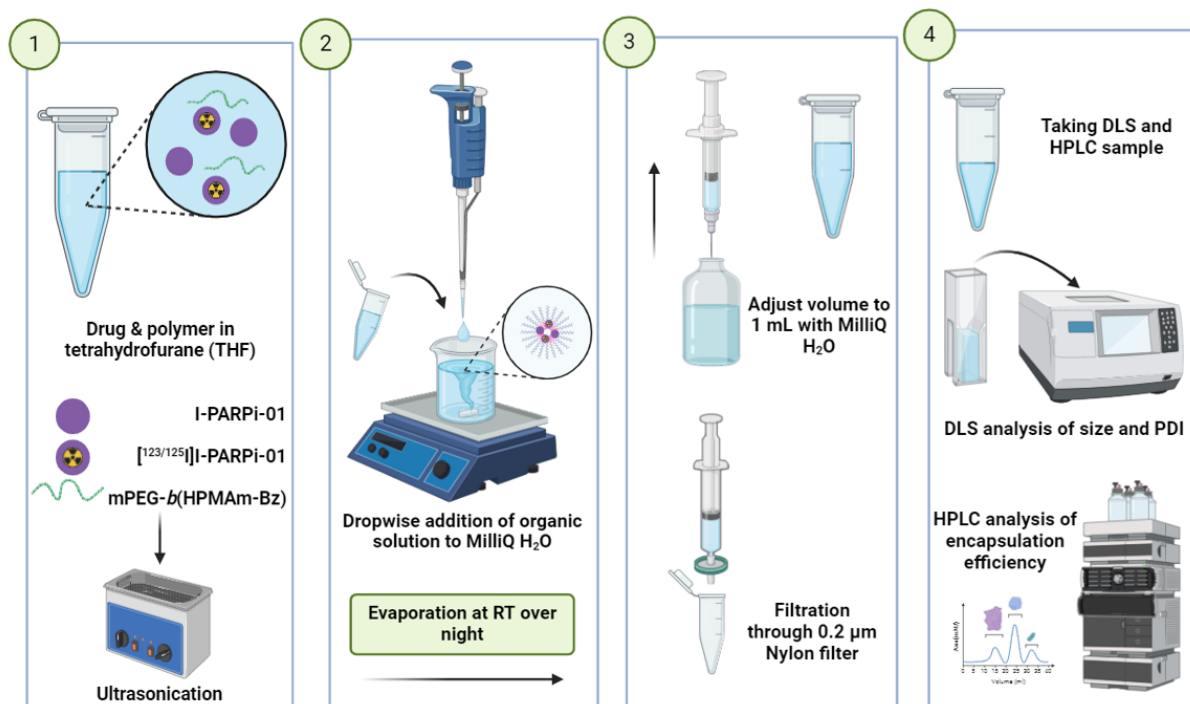 1
Drug & polymer in
tetrahydrofurane (THF)
I-PARPi-01
[¹²³/¹²⁵I]I-PARPi-01
mPEG-b(HPMAm-Bz)
Ultrasonication
2
Dropwise addition of organic
solution to MilliQ H₂O
Evaporation at RT over
night
3
Adjust volume to
1 mL with MilliQ
H₂O
Filtration
through 0.2 µm
Nylon filter
4
Taking DLS and
HPLC sample
DLS analysis of size and PDI
HPLC analysis of
encapsulation
efficiency
Volume (ml)